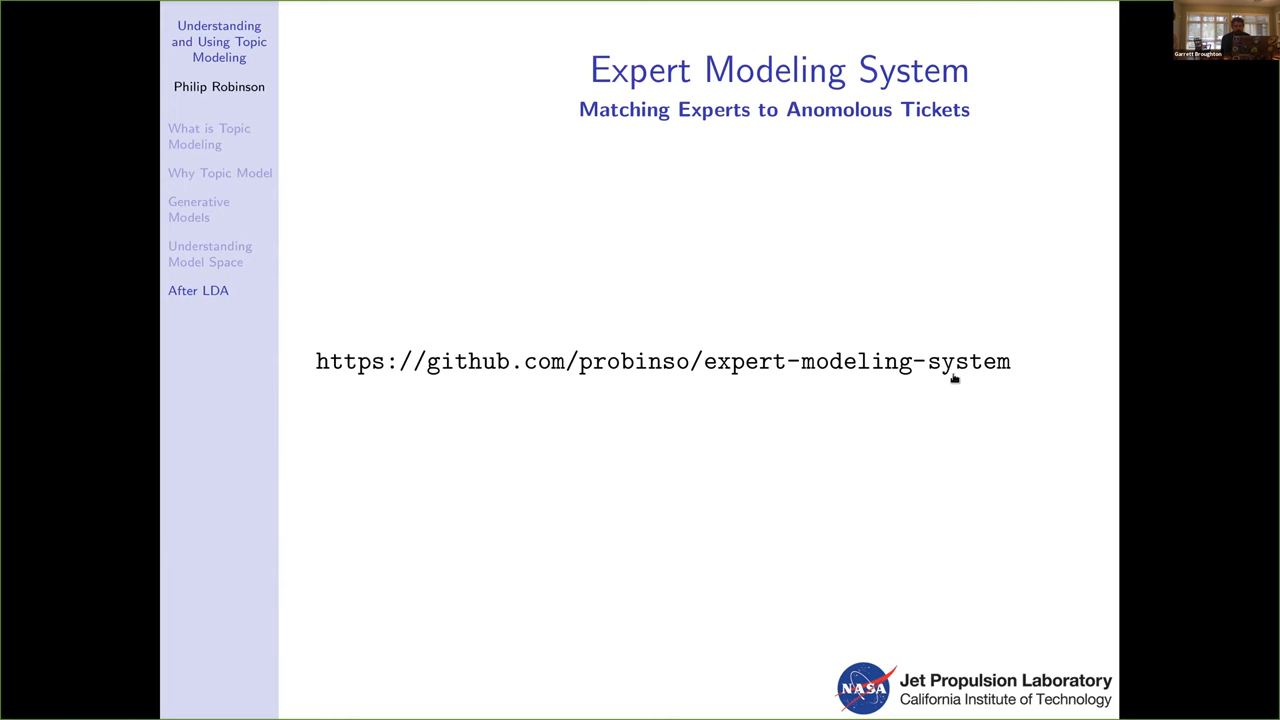 Understanding
and Using Topic
Modeling
Philip Robinson
What is Topic
Modeling
Why Topic Model
Generative
Models
Understanding
Model Space
After LDA
Expert Modeling System
Matching Experts to Anomolous Tickets
https://github.com/probinso/expert-modeling-system
NASA
Jet Propulsion Laboratory
California Institute of Technology
Garrett Broughton